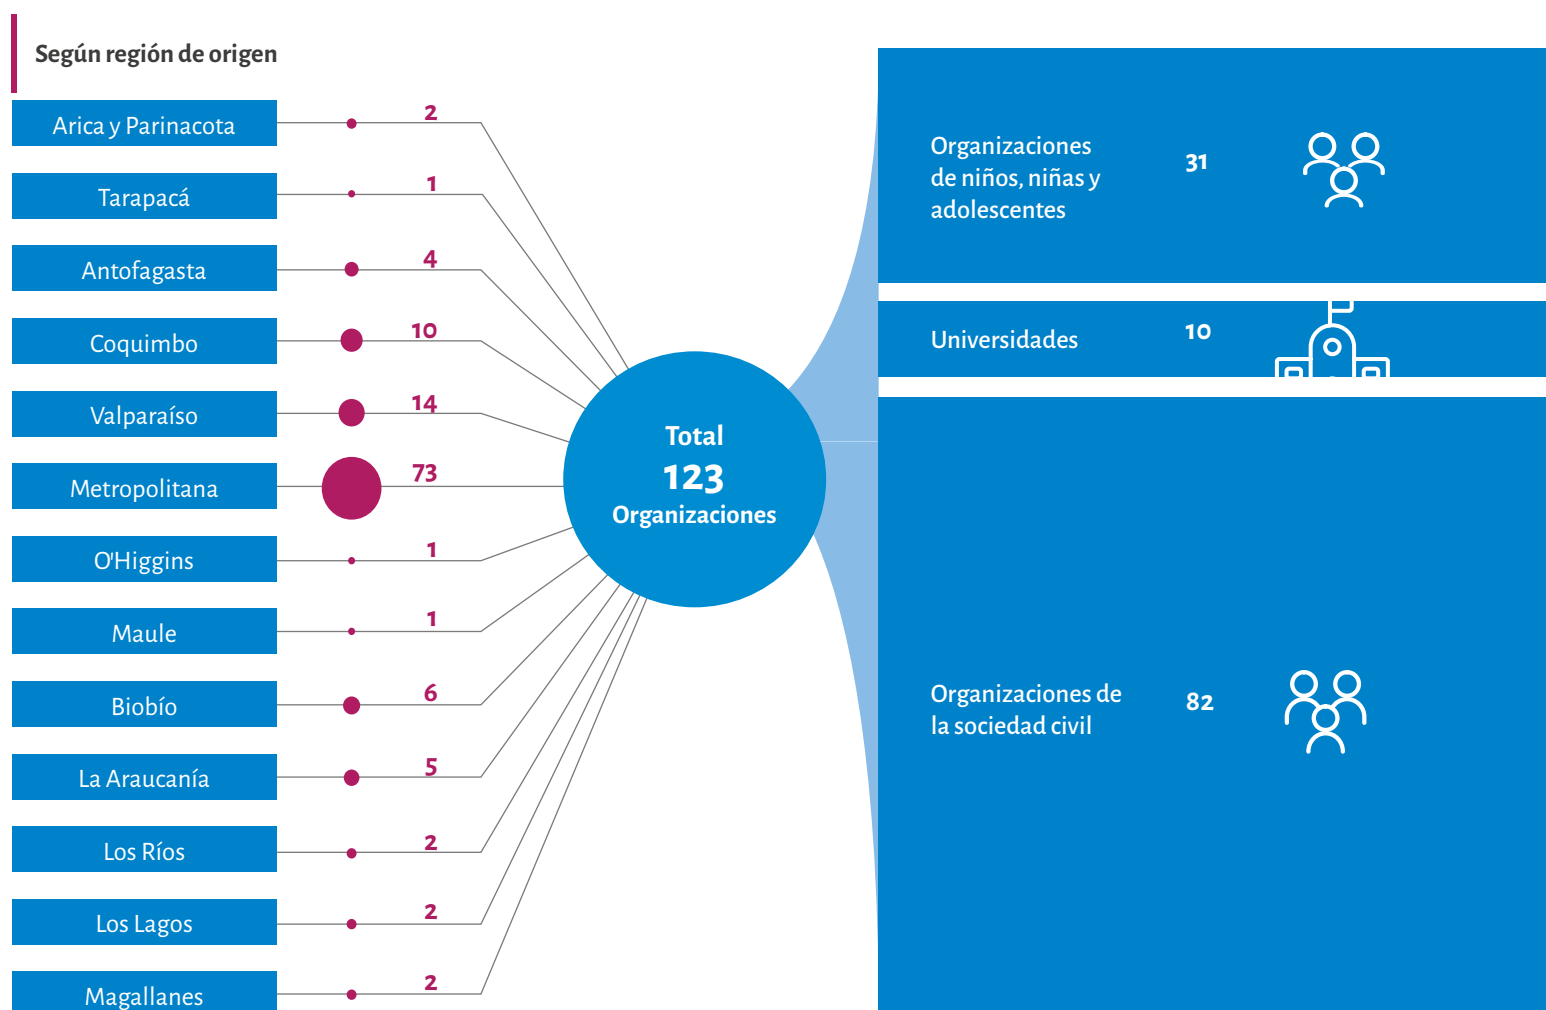 Según región de origen
Arica y Parinacota 2
Tarapacá 1
Antofagasta 4
Coquimbo 10
Valparaíso 14
Metropolitana 73
O'Higgins 1
Maule 1
Biobío 6
La Araucanía 5
Los Ríos 2
Los Lagos 2
Magallanes 2
Total
123
Organizaciones
Organizaciones
de niños, niñas y
adolescentes
31
Universidades 10
Organizaciones de
la sociedad civil
82